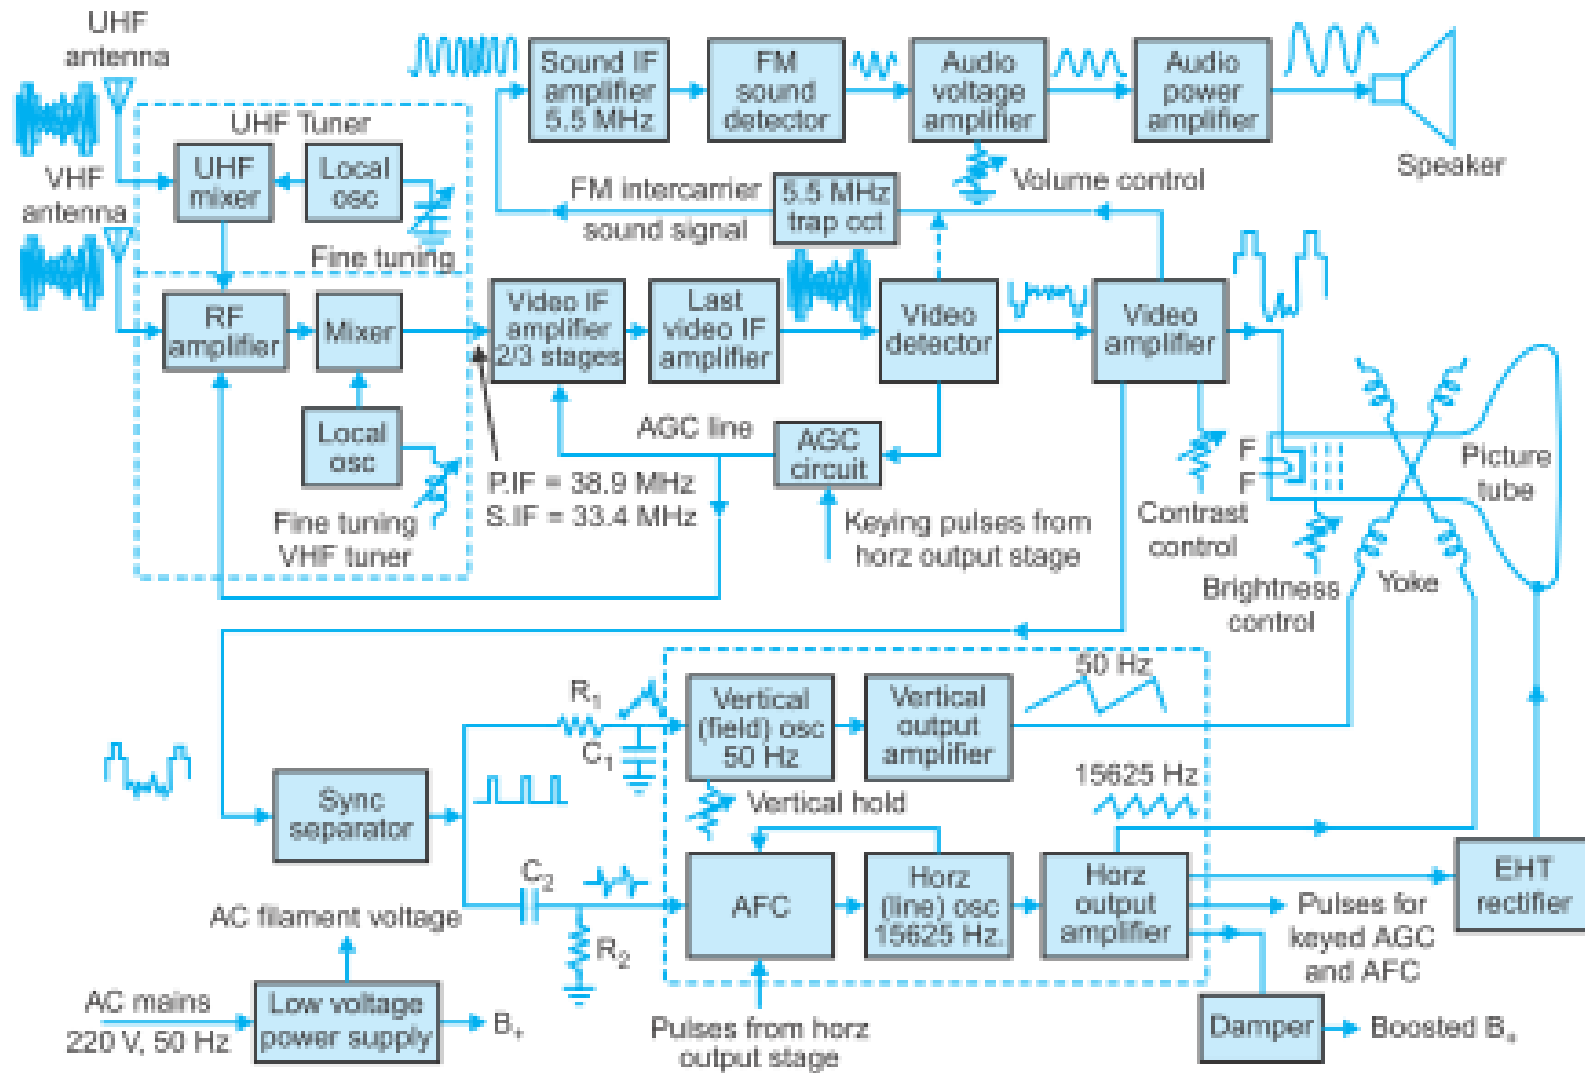 UHF
antenna
UHF Tuner
UHF
mixer
Local
osc
Fine tuning
VHF
antenna
RF
amplifier
Mixer
Local
osc
Fine tuning
VHF tuner
Sound IF
amplifier
5.5 MHz
FM
sound
detector
Audio
voltage
amplifier
Audio
power
amplifier
Speaker
Volume control
FM intercarrier
sound signal
5.5 MHz
trap cct
Video IF
amplifier
2/3 stages
Last
video IF
amplifier
Video
detector
Video
amplifier
AGC line
AGC
circuit
P.IF = 38.9 MHz
S.IF = 33.4 MHz
Keying pulses from
horz output stage
Contrast
control
F
F
Brightness
control
Picture
tube
Yoke
R1
C1
Vertical
(field) osc
50 Hz
Vertical
output
amplifier
50 Hz
Vertical hold
15625 Hz
Sync
separator
C2
R2
AFC
Horz
(line) osc
15625 Hz.
Horz
output
amplifier
EHT
rectifier
Pulses for
keyed AGC
and AFC
AC filament voltage
AC mains
220 V, 50 Hz
Low voltage
power supply
B+
Pulses from horz
output stage
Damper
Boosted B+